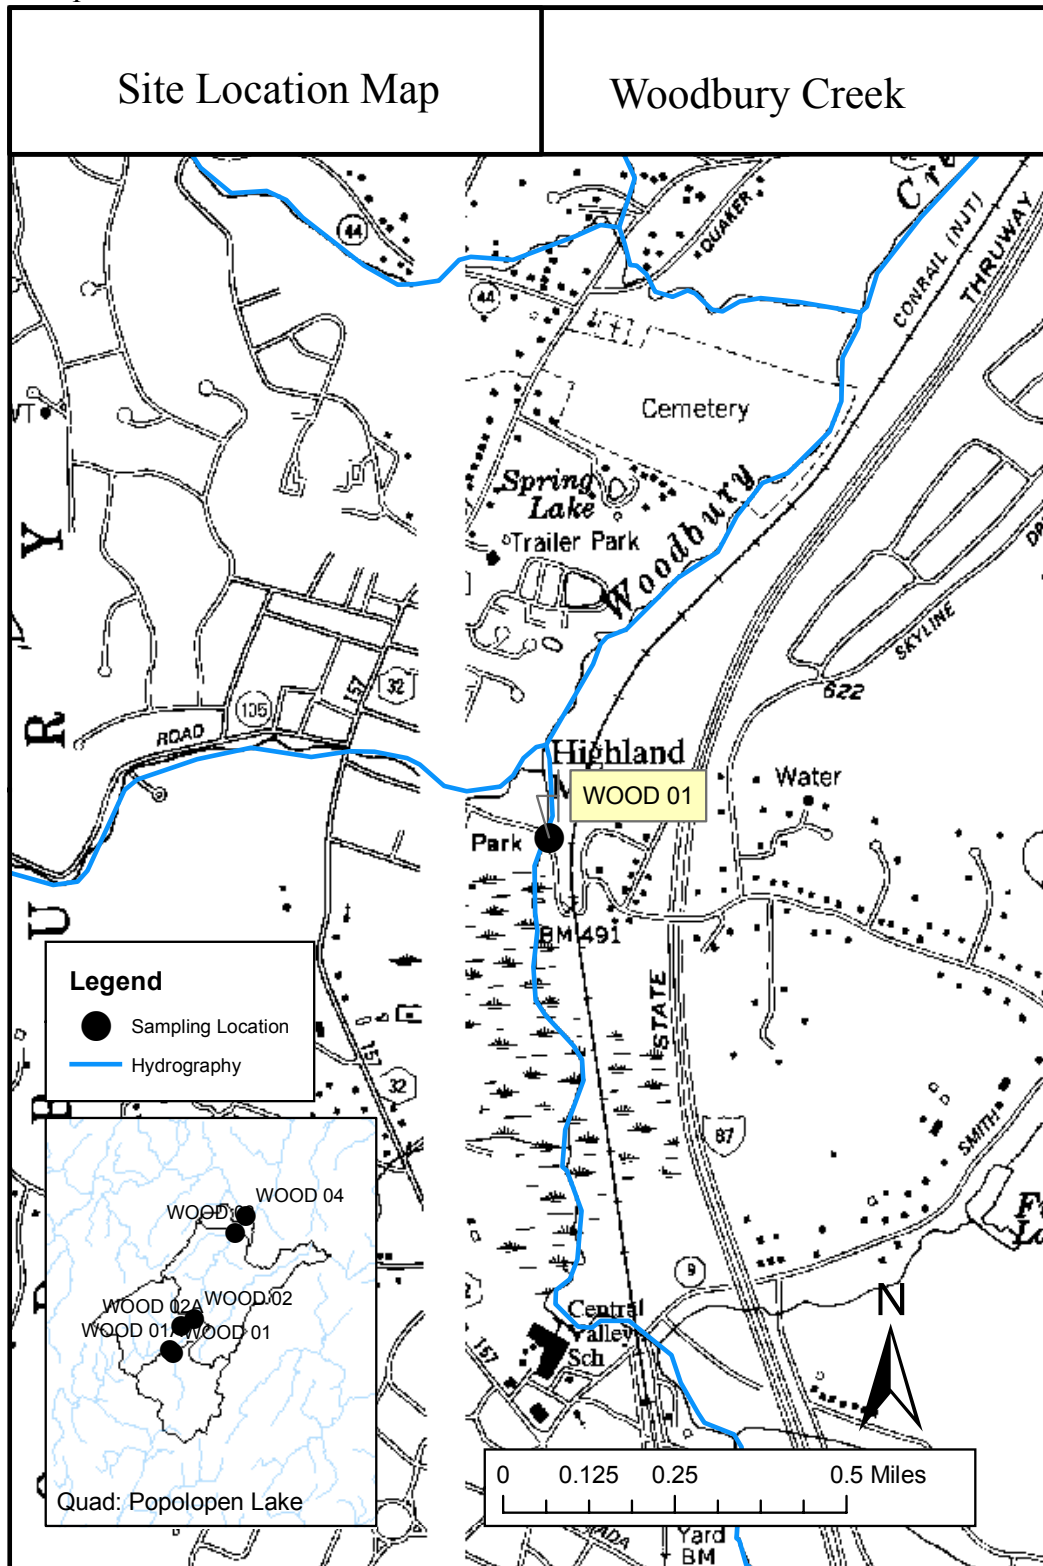 Site Location Map
Woodbury Creek
44
QUAKER
CONRAIL (NJT)
THRUWAY
44
Cemetery
Spring
Lake
Trailer Park
Woodbury
SKYLINE
622
32
157
105
ROAD
Highland
WOOD 01
Water
Park
BM 491
STATE
Legend
Sampling Location
Hydrography
157
32
87
SMITH
WOOD 04
WOOD 02
WOOD 02A
WOOD 01
9
N
Central
Valley
Sch
157
0 0.125 0.25 0.5 Miles
Quad: Popolopen Lake
Yard
BM